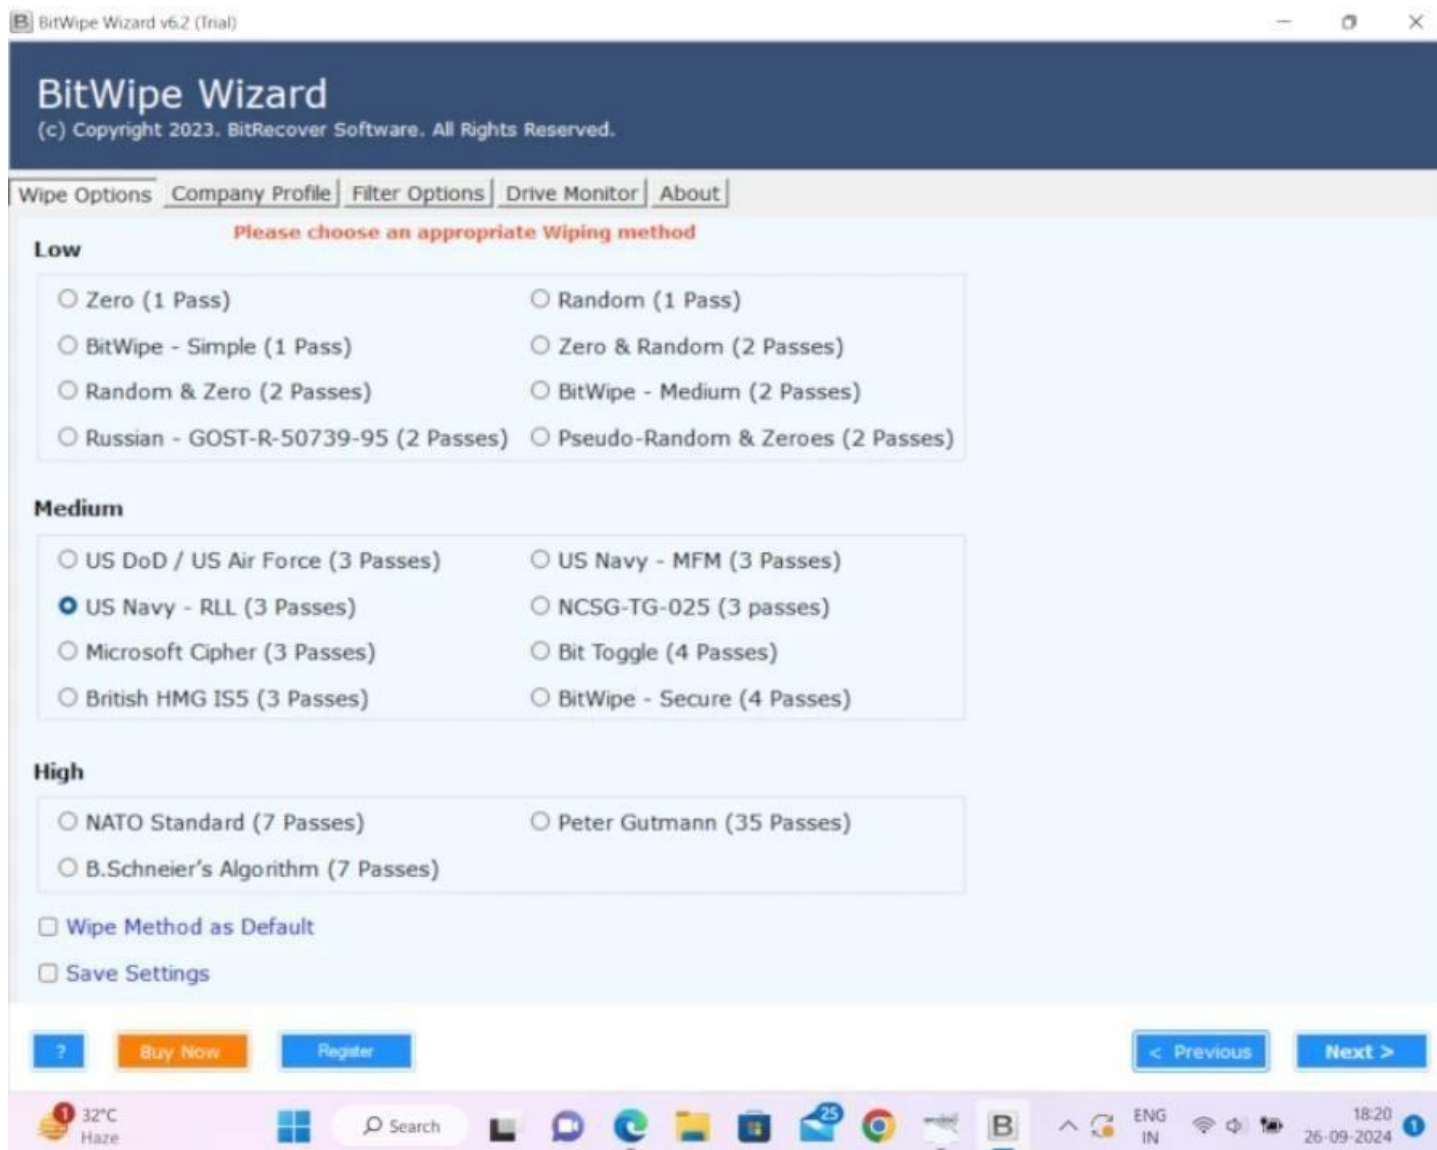 BitWipe Wizard v6.2 (Trial)
BitWipe Wizard
(c) Copyright 2023. BitRecover Software. All Rights Reserved.
Wipe Options Company Profile Filter Options Drive Monitor About
Please choose an appropriate Wiping method
Low
Zero (1 Pass) Random (1 Pass)
BitWipe - Simple (1 Pass) Zero & Random (2 Passes)
Random & Zero (2 Passes) BitWipe - Medium (2 Passes)
Russian - GOST-R-50739-95 (2 Passes) Pseudo-Random & Zeroes (2 Passes)
Medium
US DoD / US Air Force (3 Passes) US Navy - MFM (3 Passes)
US Navy - RLL (3 Passes) NCSG-TG-025 (3 passes)
Microsoft Cipher (3 Passes) Bit Toggle (4 Passes)
British HMG IS5 (3 Passes) BitWipe - Secure (4 Passes)
High
NATO Standard (7 Passes) Peter Gutmann (35 Passes)
B.Schneier's Algorithm (7 Passes)
Wipe Method as Default
Save Settings
? Buy Now Register < Previous Next >
1 32°C Search 25 B ENG 18:20
Haze IN 26-09-2024 1